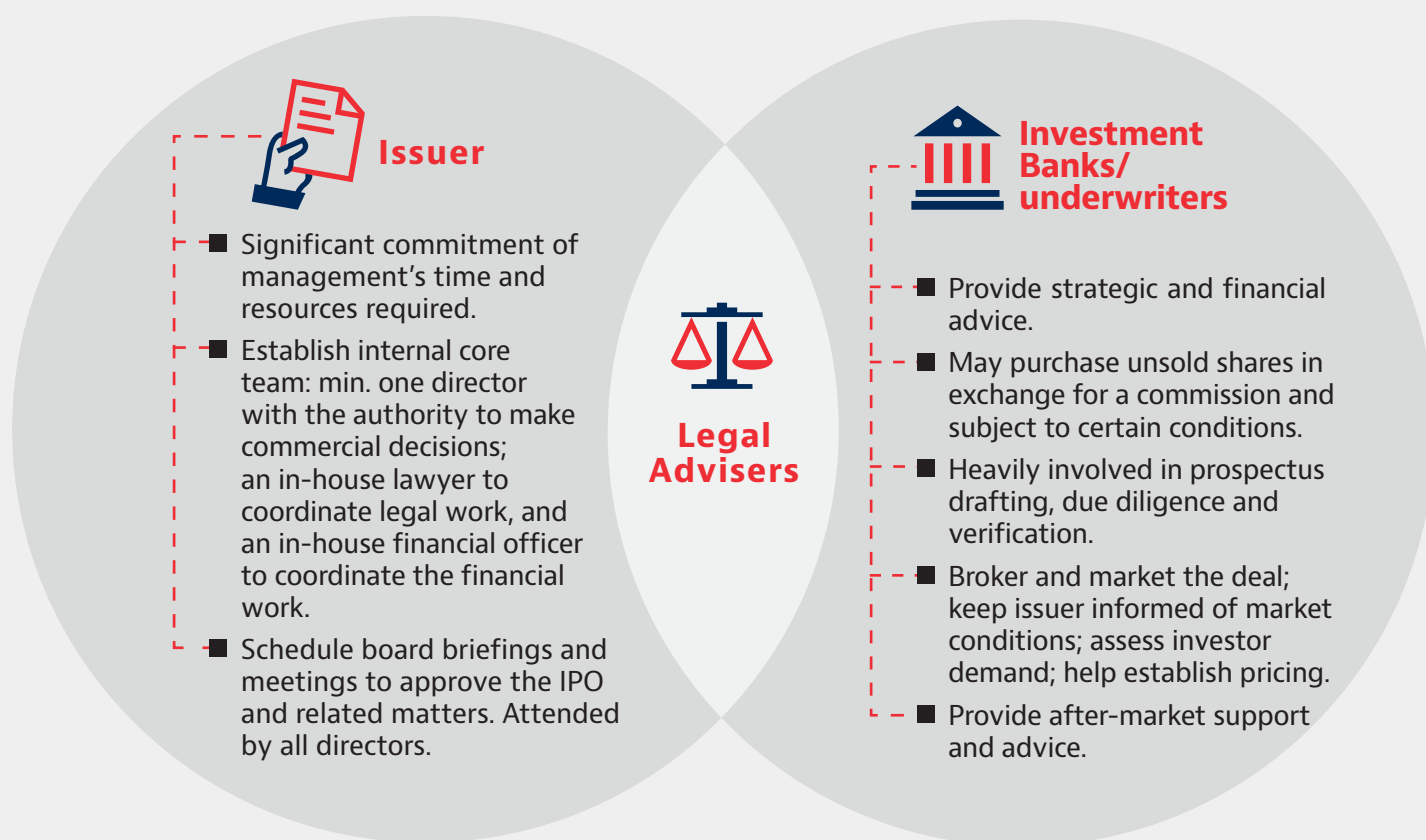 Issuer
Significant commitment of
management’s time and
resources required.
Establish internal core
team: min. one director
with the authority to make
commercial decisions;
an in-house lawyer to
coordinate legal work, and
an in-house financial officer
to coordinate the financial
work.
Schedule board briefings and
meetings to approve the IPO
and related matters. Attended
by all directors.
Legal
Advisers
Investment
Banks/
underwriters
Provide strategic and financial
advice.
May purchase unsold shares in
exchange for a commission and
subject to certain conditions.
Heavily involved in prospectus
drafting, due diligence and
verification.
Broker and market the deal;
keep issuer informed of market
conditions; assess investor
demand; help establish pricing.
Provide after-market support
and advice.